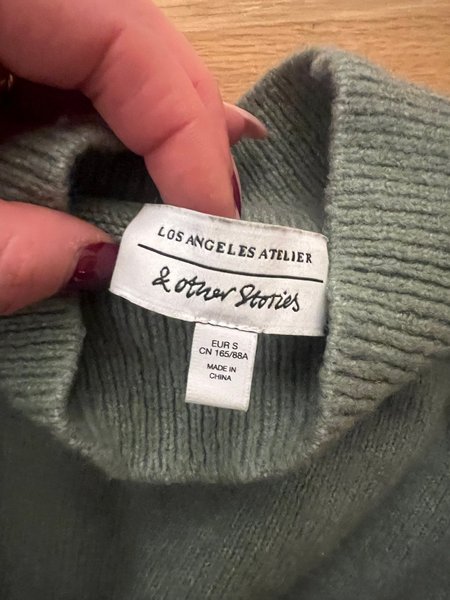 LOS ANGELES ATELIER
& other Stories
EUR S
CN 165/88A
MADE IN
CHINA